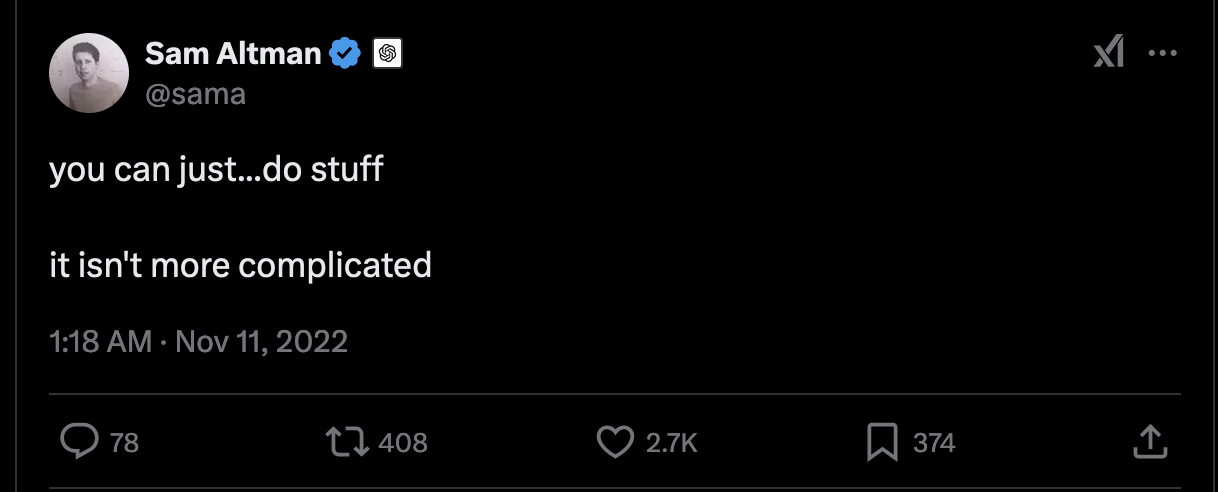 Sam Altman
@sama
you can just...do stuff
it isn't more complicated
1:18 AM · Nov 11, 2022
78 408 2.7K 374